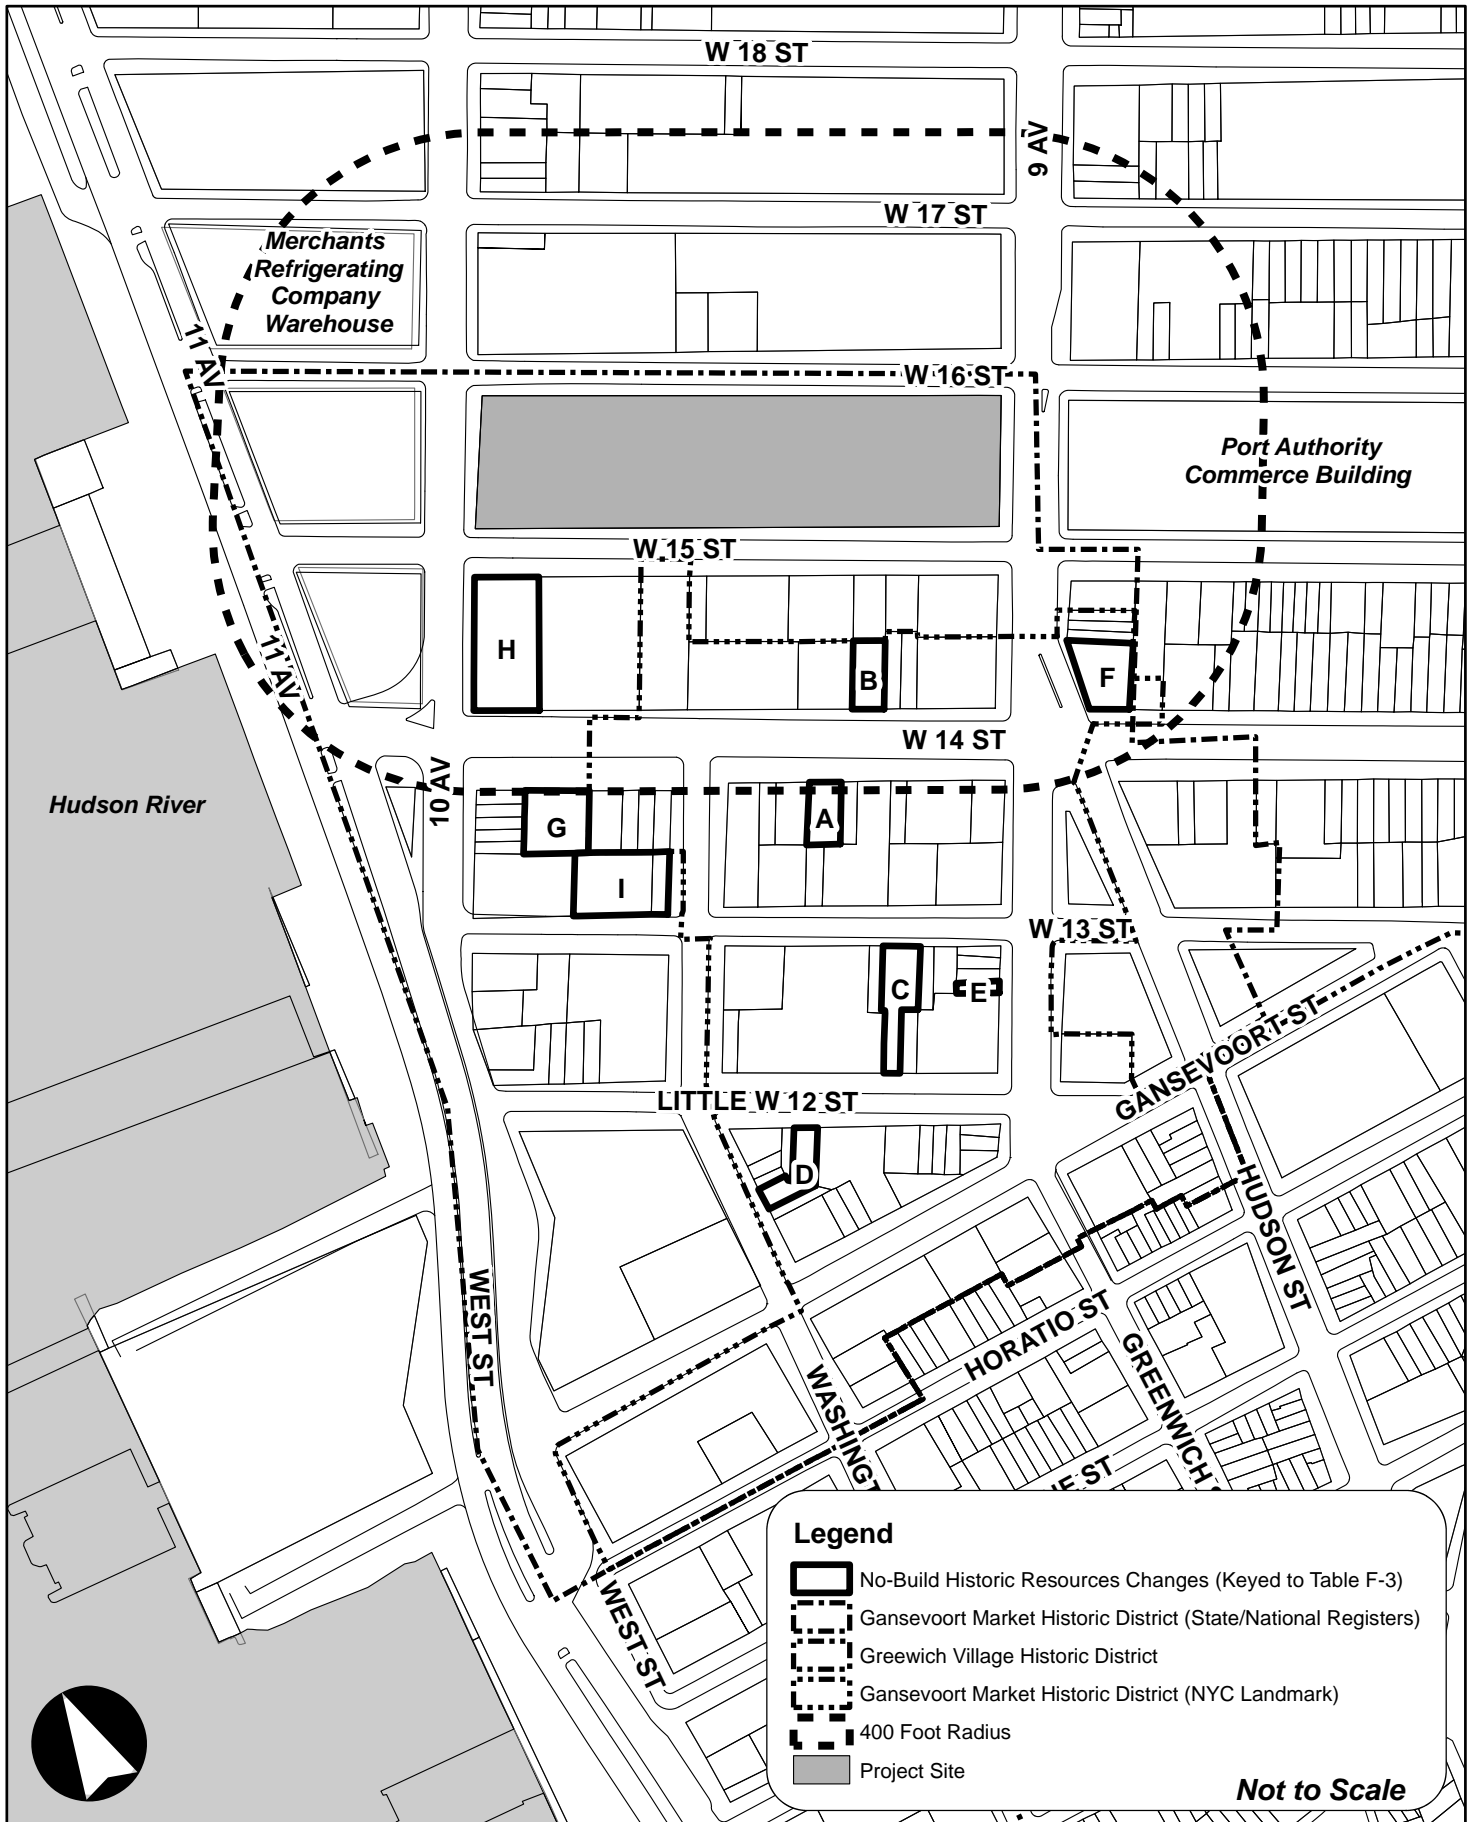 W 18 ST
9 AV
W 17 ST
Merchants
Refrigerating
Company
Warehouse
11 AV
W 16 ST
Port Authority
Commerce Building
W 15 ST
H
B
F
11 AV
W 14 ST
10 AV
Hudson River
G
A
I
W 13 ST
C
E
GANSEVOORT ST
LITTLE W 12 ST
D
HUDSON ST
WEST ST
HORATIO ST
GREENWICH
WASHINGT
NE ST
WEST ST
Legend
No-Build Historic Resources Changes (Keyed to Table F-3)
Gansevoort Market Historic District (State/National Registers)
Greewich Village Historic District
Gansevoort Market Historic District (NYC Landmark)
400 Foot Radius
Project Site
Not to Scale